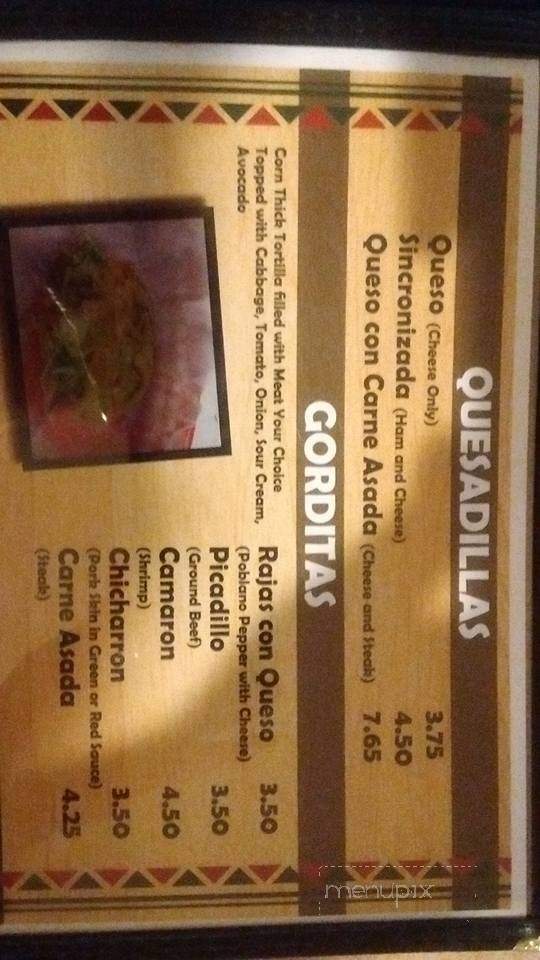 QUESADILLAS
Queso (Cheese Only) 3.75
Sincronizada (Ham and Cheese) 4.50
Queso con Carne Asada (Cheese and Steak) 7.65
GORDITAS
Corn Thick Tortilla filled with Meat Your Choice
Topped with Cabbage, Tomato, Onion, Sour Cream,
Avocado
Rajas con Queso 3.50
(Poblano Pepper with Cheese)
Picadillo 3.50
(Ground Beef)
Camaron 4.50
(Shrimp)
Chicharron 3.50
(Pork Skin in Green or Red Sauce)
Carne Asada 4.25
(Steak)
menupix